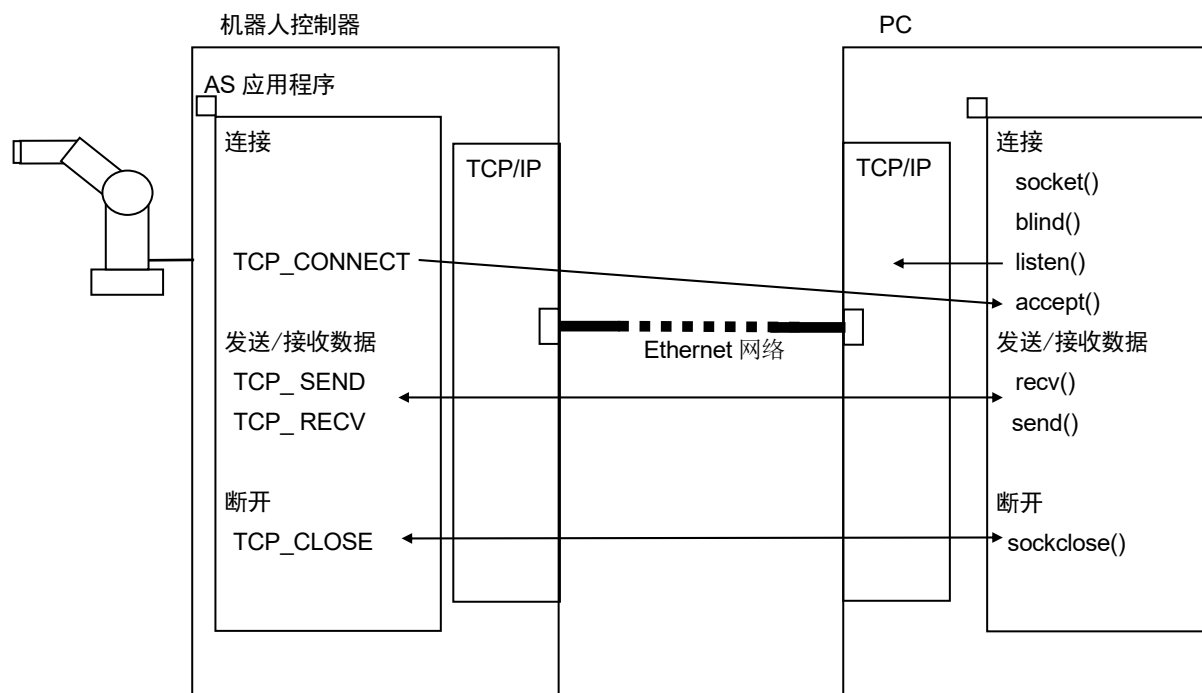 机器人控制器
PC
AS 应用程序
连接
TCP/IP
TCP_CONNECT
发送/接收数据
TCP_ SEND
TCP_ RECV
断开
TCP_CLOSE
Ethernet 网络
TCP/IP
连接
socket()
blind()
listen()
accept()
发送/接收数据
recv()
send()
断开
sockclose()